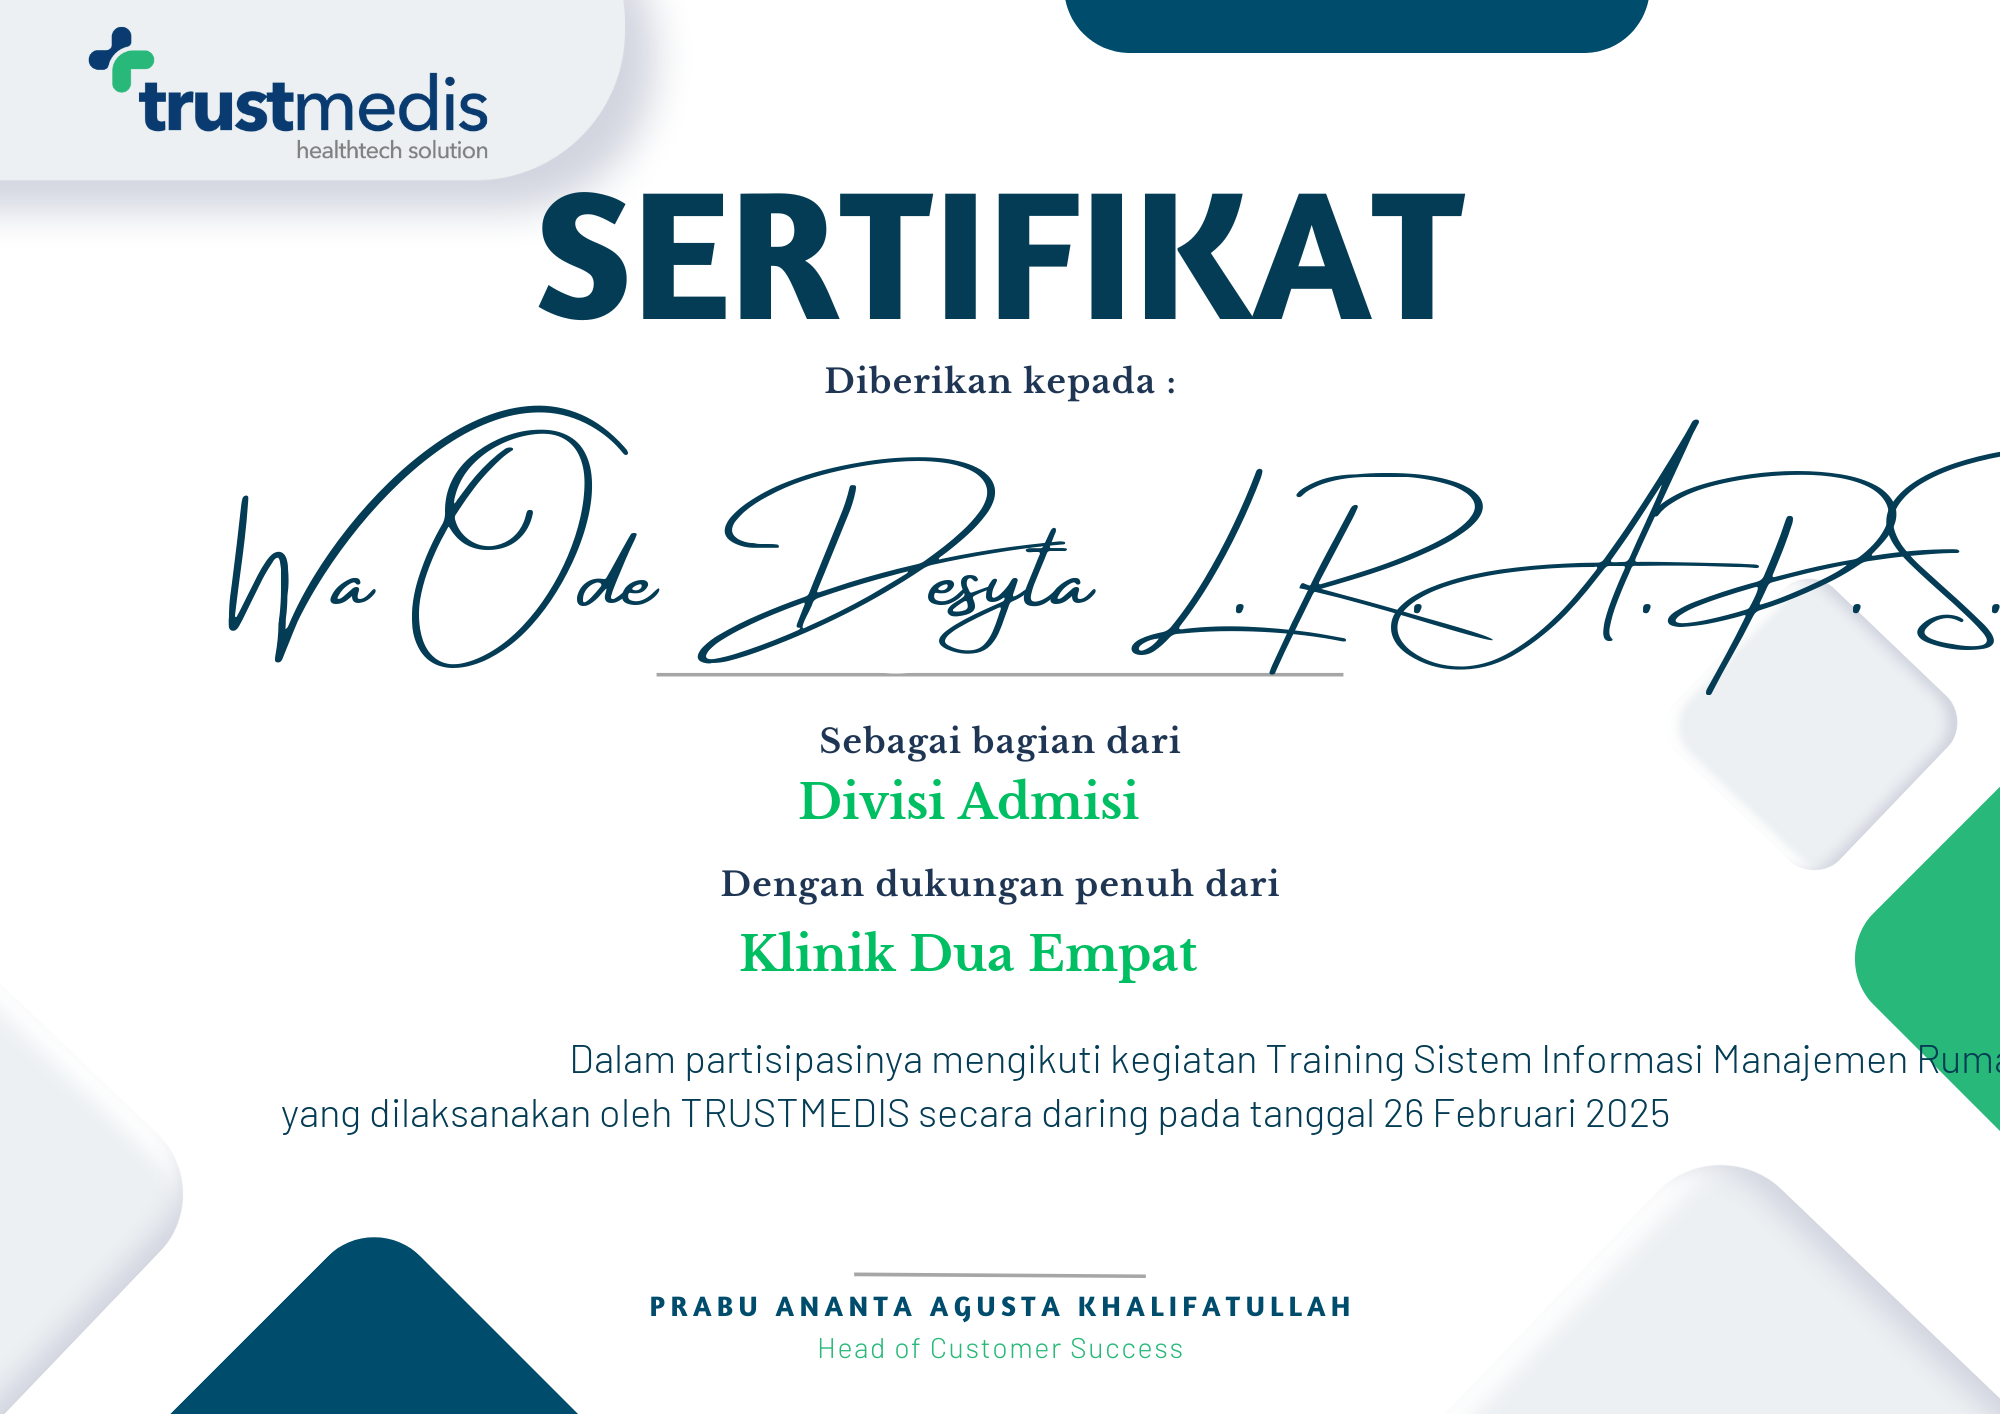 trustmedis
healthtech solution
SERTIFIKAT
Diberikan kepada :
Wa Ode Desyta L.R.A.P.S.
Sebagai bagian dari
Divisi Admisi
Dengan dukungan penuh dari
Klinik Dua Empat
Dalam partisipasinya mengikuti kegiatan Training Sistem Informasi Manajemen Ruma
yang dilaksanakan oleh TRUSTMEDIS secara daring pada tanggal 26 Februari 2025
PRABU ANANTA AGUSTA KHALIFATULLAH
Head of Customer Success